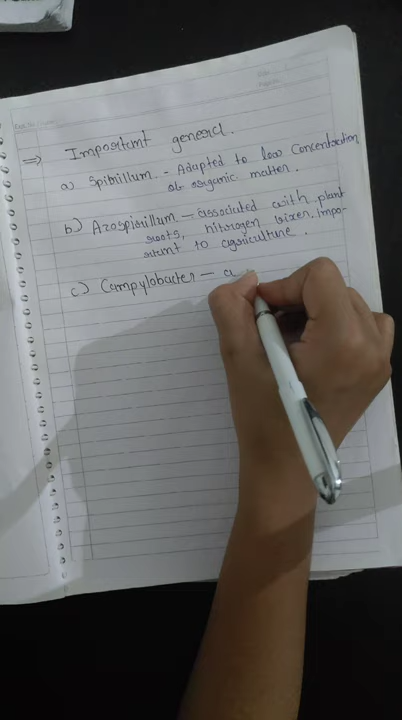 ⇒ Important general.
a) Spirillum. - Adapted to low Concentration
of organic matter.
b) Azospirillum - associated with plant
roots, nitrogen fixer, Impo-
rtant to agriculture.
c) Campylobacter - a